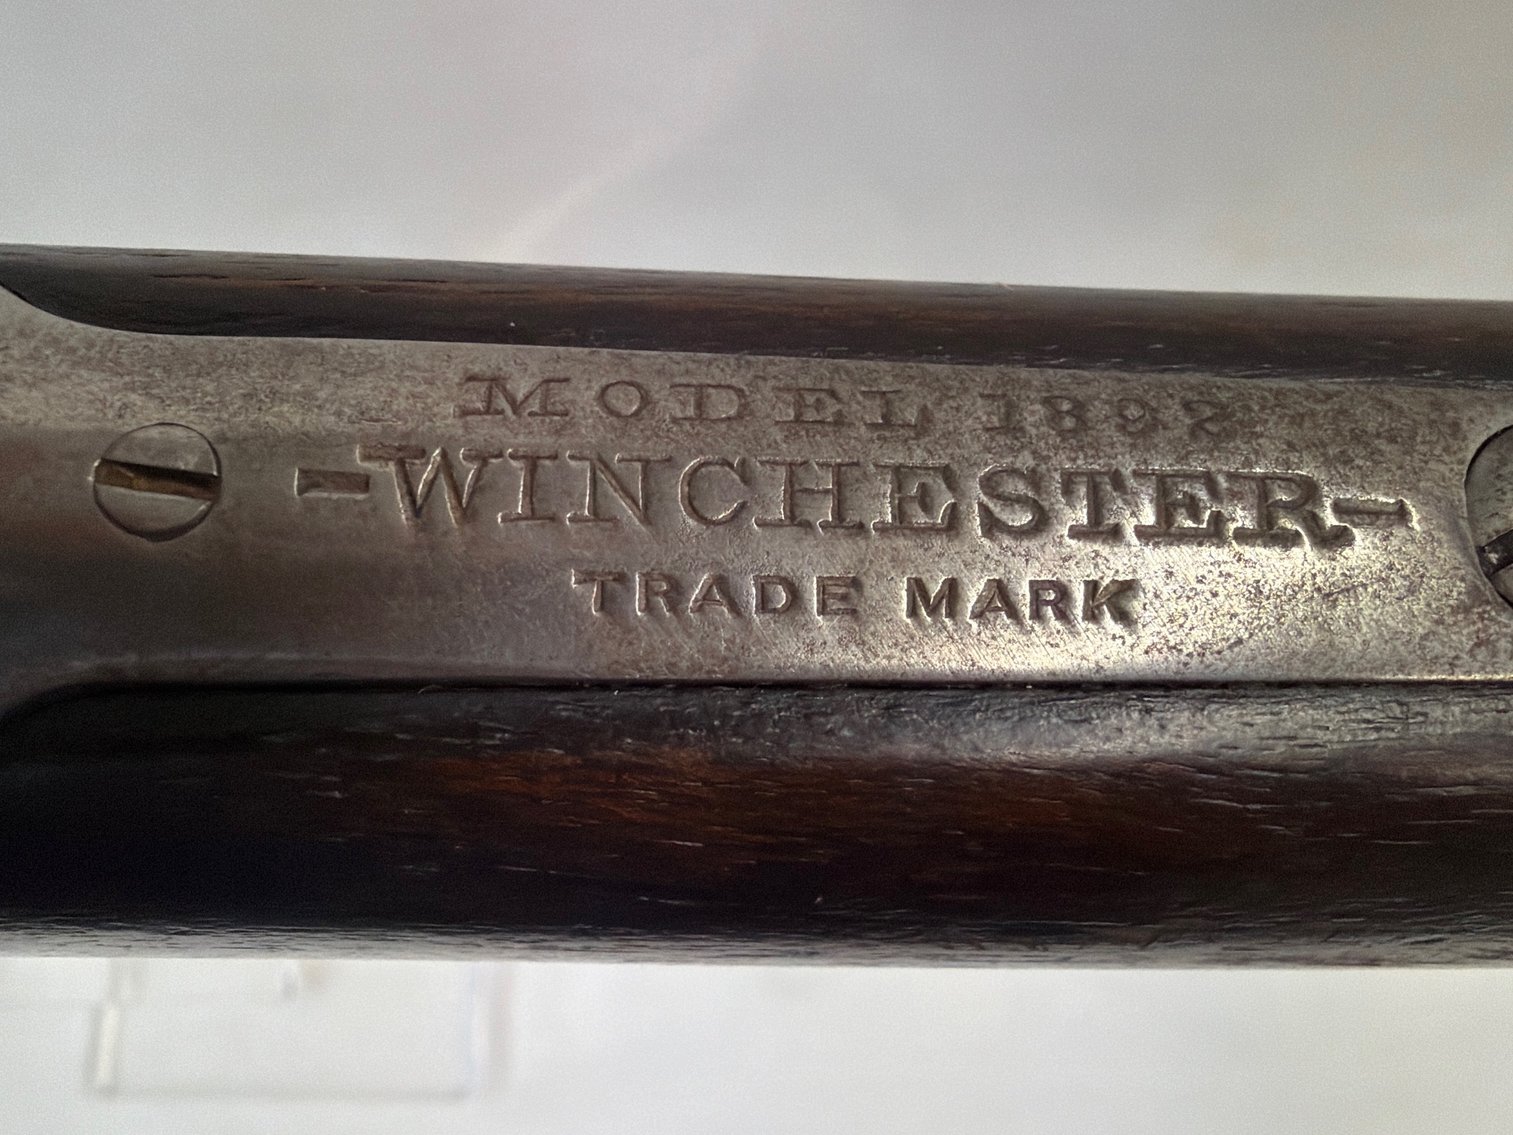 MODEL 1892
-WINCHESTER-
TRADE MARK